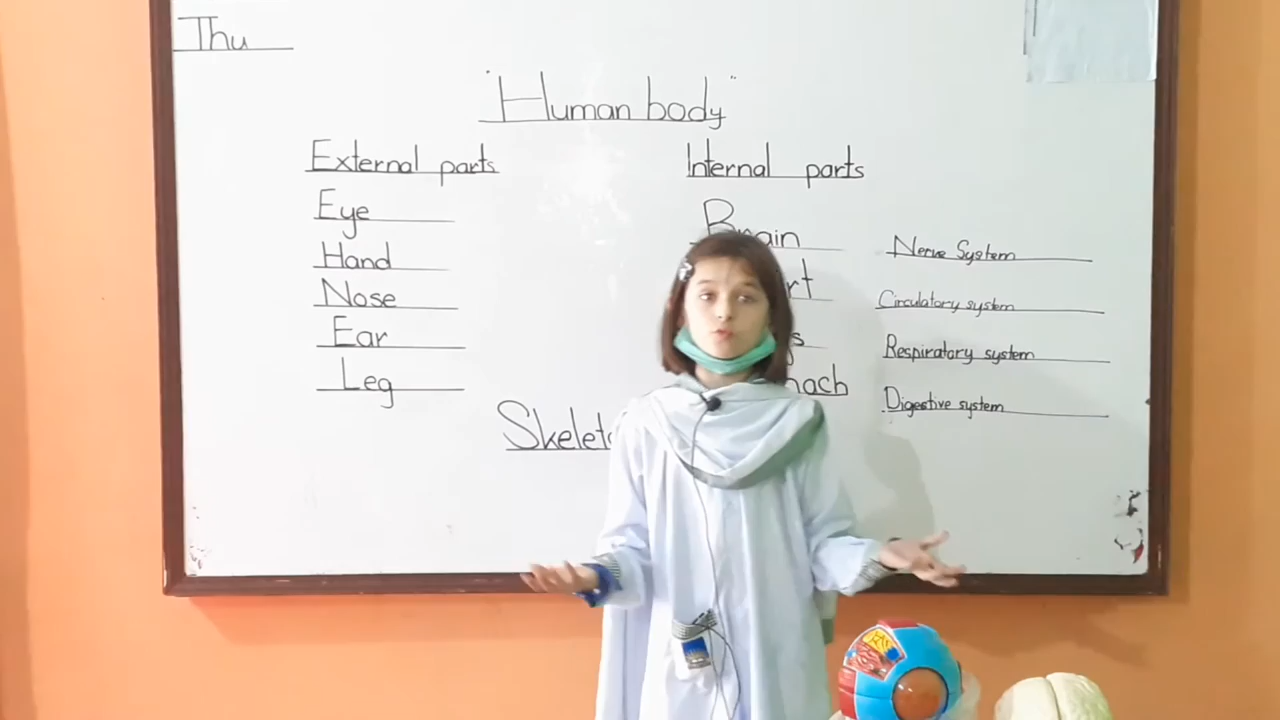 Thu
"Human body"
External parts
Eye
Hand
Nose
Ear
Leg
Internal parts
Brain
Nerve System
Circulatory system
Respiratory system
Digestive system